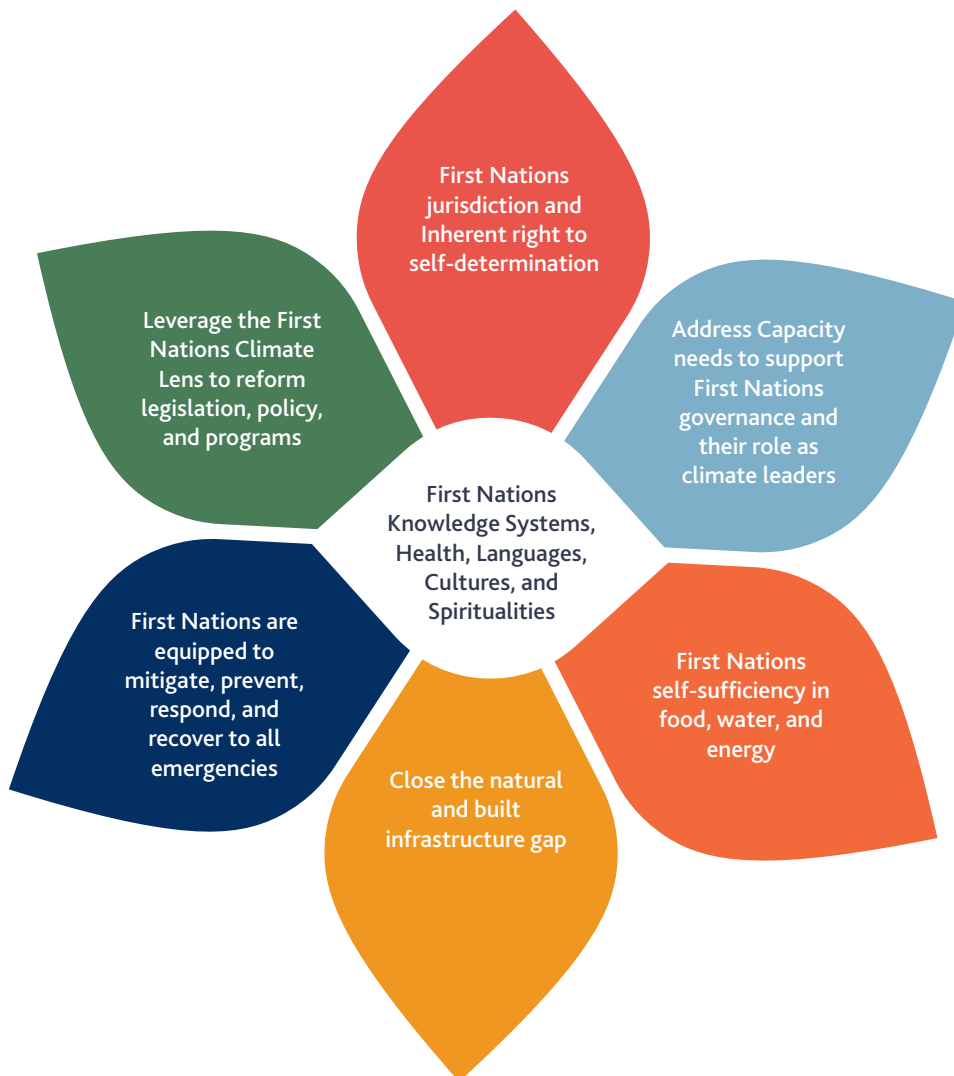 First Nations
jurisdiction and
Inherent right to
self-determination
Address Capacity
needs to support
First Nations
governance and
their role as
climate leaders
First Nations
self-sufficiency in
food, water, and
energy
Close the natural
and built
infrastructure gap
First Nations are
equipped to
mitigate, prevent,
respond, and
recover to all
emergencies
Leverage the First
Nations Climate
Lens to reform
legislation, policy,
and programs
First Nations
Knowledge Systems,
Health, Languages,
Cultures, and
Spiritualities